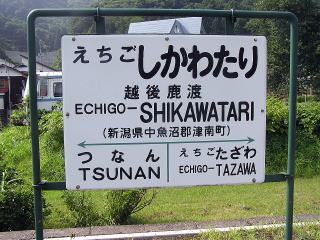 えちごしかわたり
越後鹿渡
ECHIGO-SHIKAWATARI
(新潟県中魚沼郡津南町)
つなん
TSUNAN
えちごたざわ
ECHIGO-TAZAWA